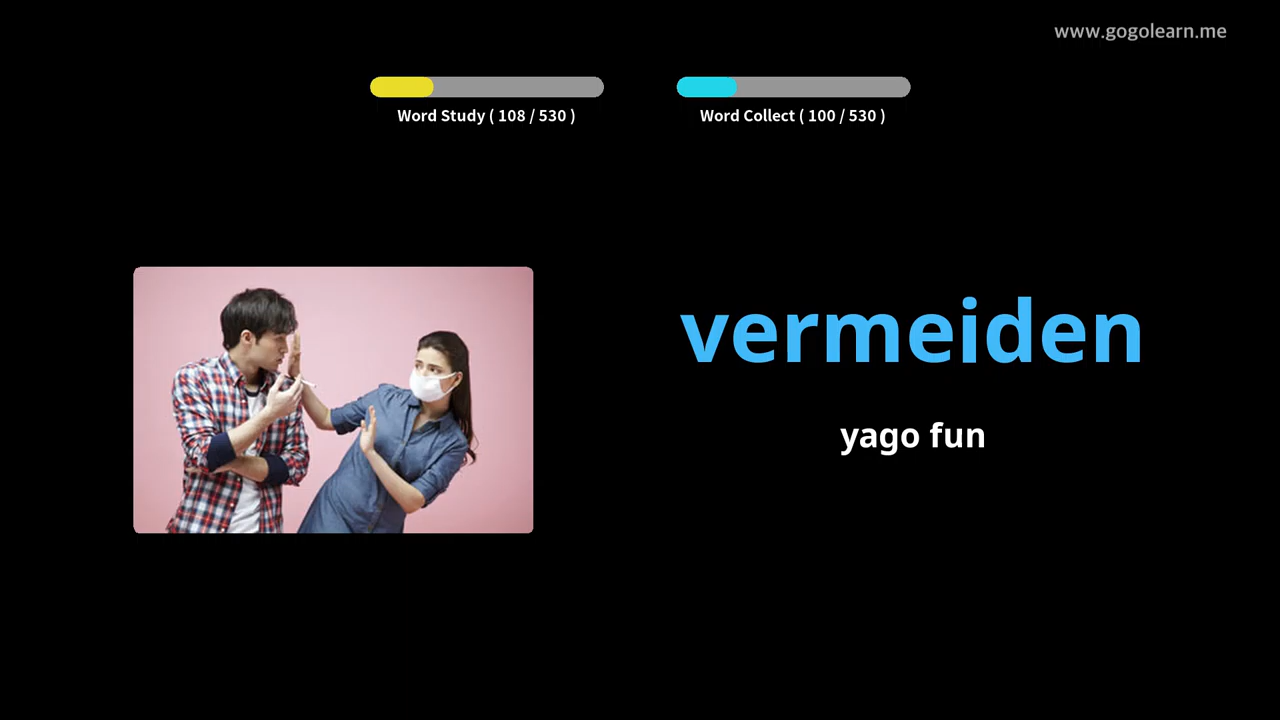 www.gogolearn.me
Word Study ( 108 / 530 )
Word Collect ( 100 / 530 )
vermeiden
yago fun